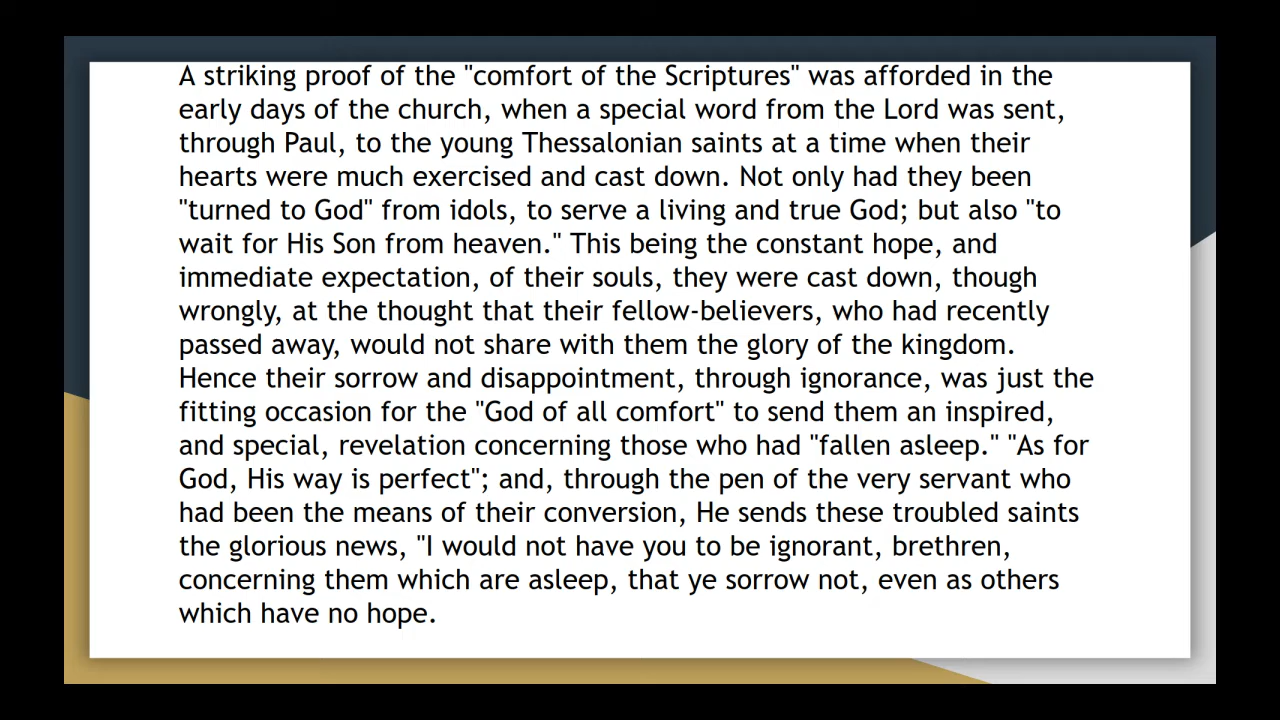 A striking proof of the "comfort of the Scriptures" was afforded in the
early days of the church, when a special word from the Lord was sent,
through Paul, to the young Thessalonian saints at a time when their
hearts were much exercised and cast down. Not only had they been
"turned to God" from idols, to serve a living and true God; but also "to
wait for His Son from heaven." This being the constant hope, and
immediate expectation, of their souls, they were cast down, though
wrongly, at the thought that their fellow-believers, who had recently
passed away, would not share with them the glory of the kingdom.
Hence their sorrow and disappointment, through ignorance, was just the
fitting occasion for the "God of all comfort" to send them an inspired,
and special, revelation concerning those who had "fallen asleep." "As for
God, His way is perfect"; and, through the pen of the very servant who
had been the means of their conversion, He sends these troubled saints
the glorious news, "I would not have you to be ignorant, brethren,
concerning them which are asleep, that ye sorrow not, even as others
which have no hope.